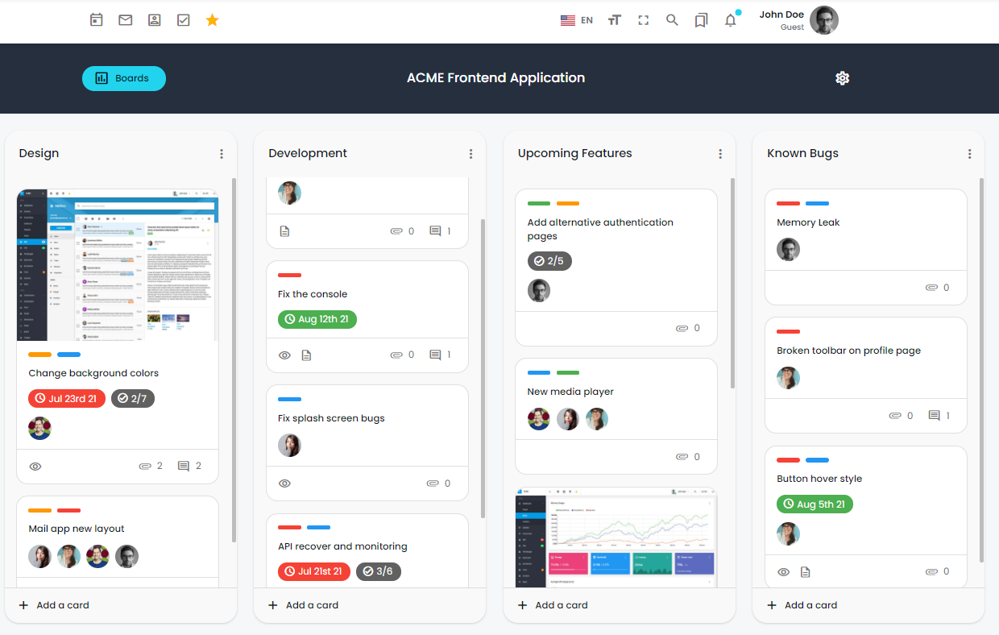 EN
John Doe
Guest
Boards
ACME Frontend Application
Design
Change background colors
Jul 23rd 21
2/7
2
2
Mail app new layout
Add a card
Development
0
1
Fix the console
Aug 12th 21
0
1
Fix splash screen bugs
0
API recover and monitoring
Jul 21st 21
3/6
Add a card
Upcoming Features
Add alternative authentication
pages
2/5
0
New media player
0
Add a card
Known Bugs
Memory Leak
0
Broken toolbar on profile page
0
1
Button hover style
Aug 5th 21
0
Add a card